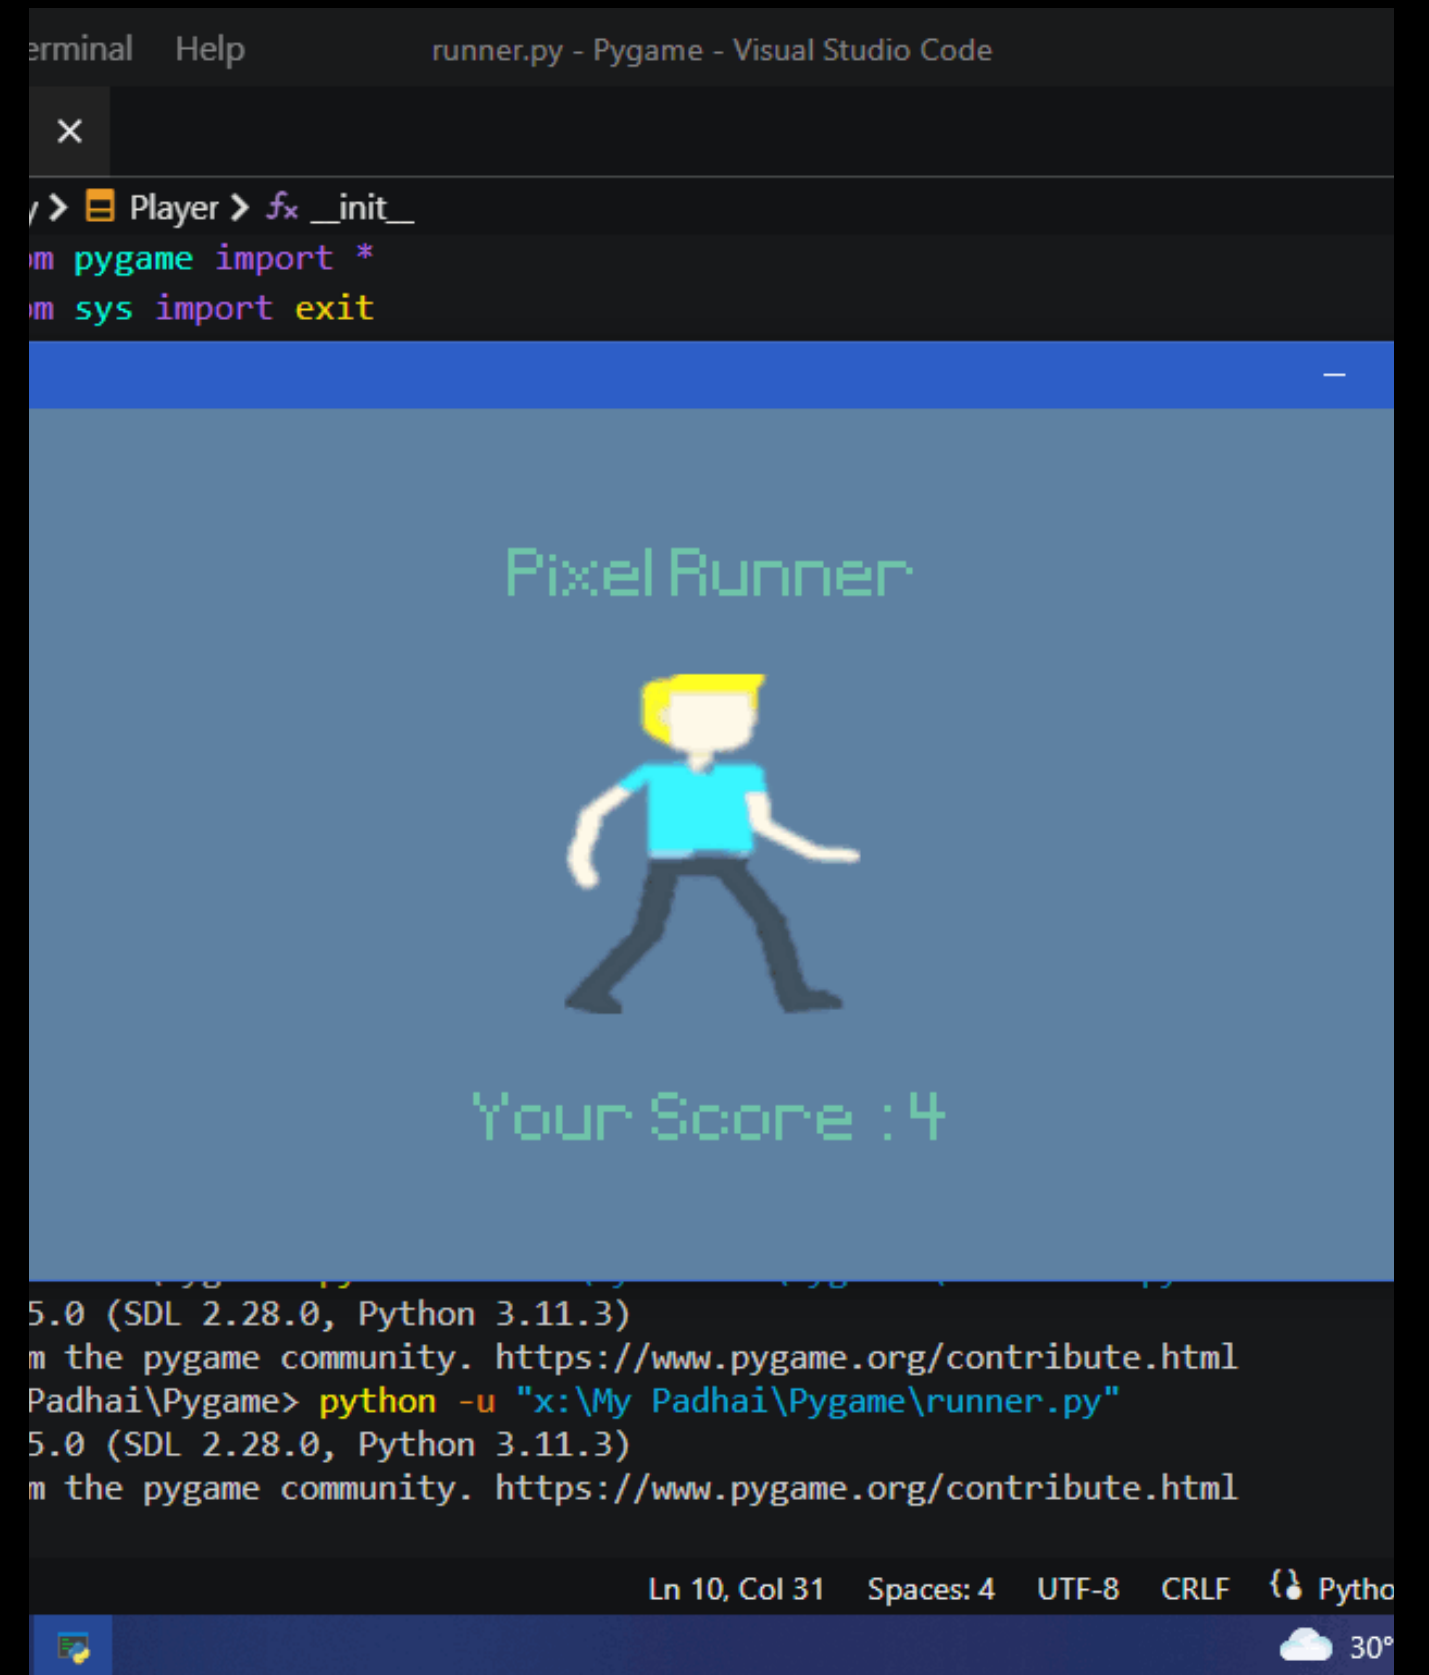 Help runner.py - Pygame - Visual Studio Code
Player > __init__
pygame import *
sys import exit
Pixel Runner
Your Score :4
5.0 (SDL 2.28.0, Python 3.11.3)
the pygame community. https://www.pygame.org/contribute.html
Padhai\Pygame> python -u "x:\My Padhai\Pygame\runner.py"
5.0 (SDL 2.28.0, Python 3.11.3)
the pygame community. https://www.pygame.org/contribute.html
Ln 10, Col 31 Spaces: 4 UTF-8 CRLF
30°